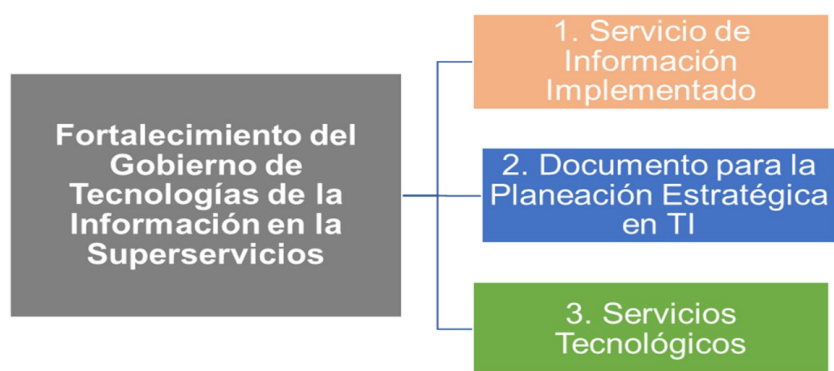 Fortalecimiento del
Gobierno de
Tecnologías de la
Información en la
Superservicios
1. Servicio de
Información
Implementado
2. Documento para la
Planeación Estratégica
en TI
3. Servicios
Tecnológicos